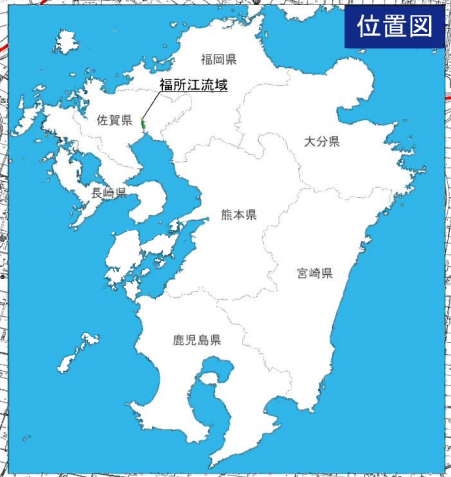 位置図
福岡県
福所江流域
佐賀県
大分県
長崎県
熊本県
宮崎県
鹿児島県